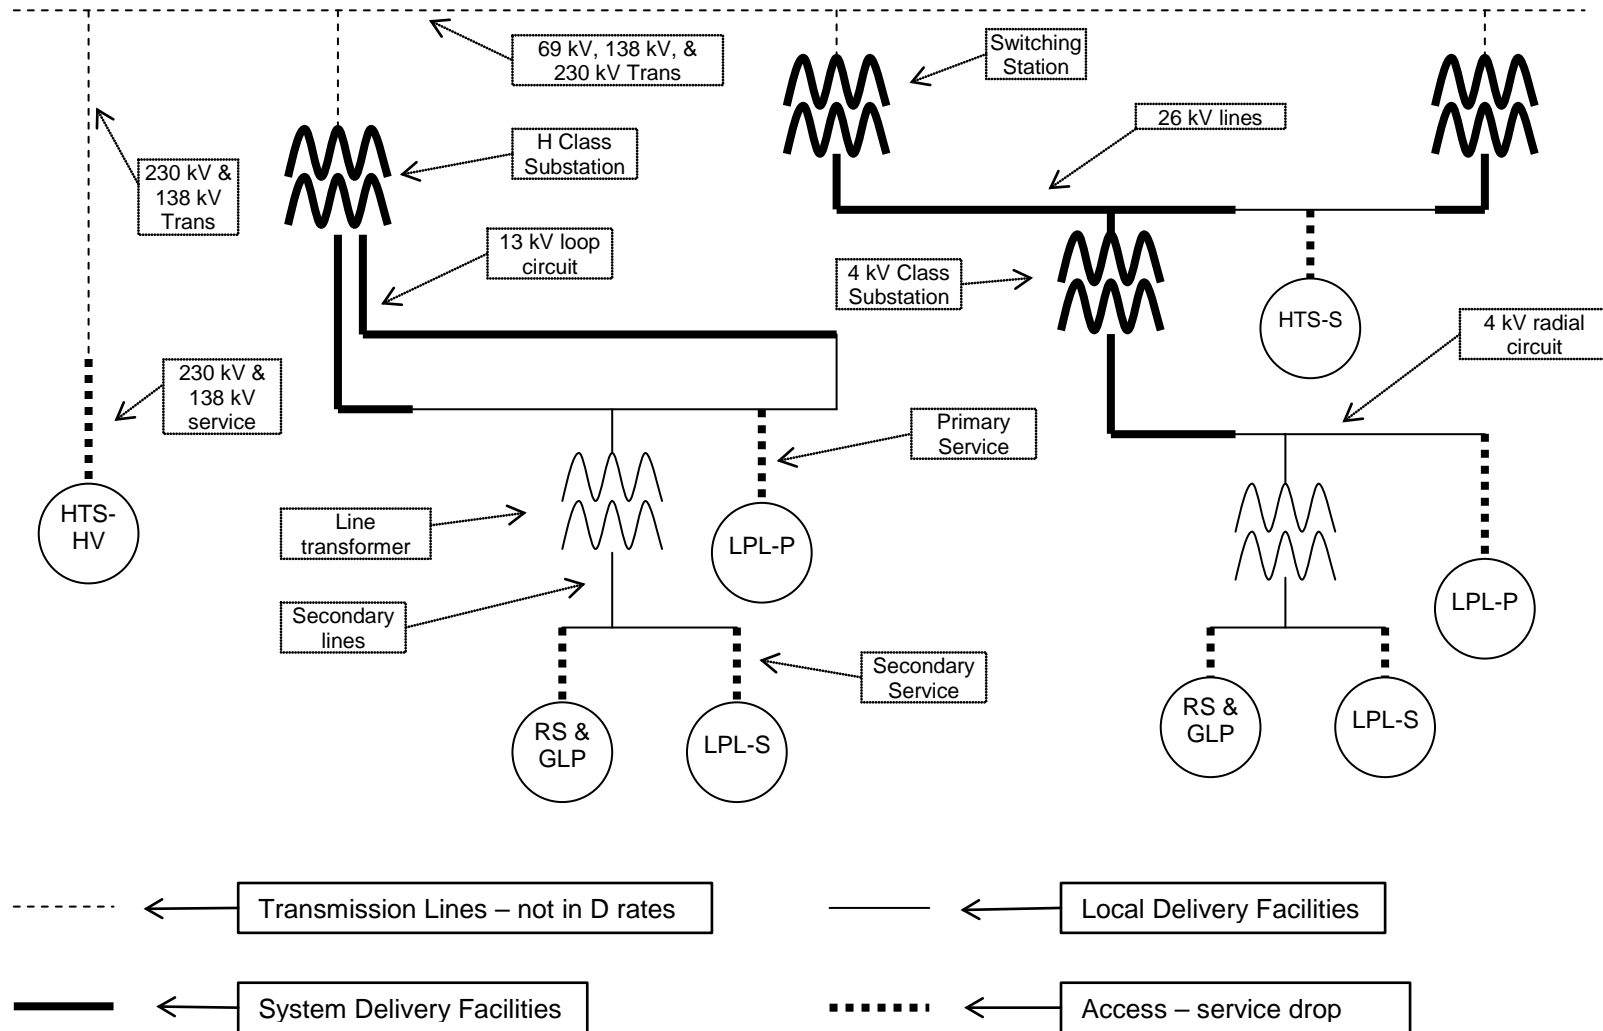 69 kV, 138 kV, &
230 kV Trans
Switching
Station
26 kV lines
H Class
Substation
230 kV &
138 kV
Trans
13 kV loop
circuit
4 kV Class
Substation
HTS-S
4 kV radial
circuit
230 kV &
138 kV
service
Primary
Service
HTS-
HV
Line
transformer
LPL-P
LPL-P
Secondary
lines
Secondary
Service
RS &
GLP
LPL-S
RS &
GLP
LPL-S
Transmission Lines – not in D rates
Local Delivery Facilities
System Delivery Facilities
Access – service drop